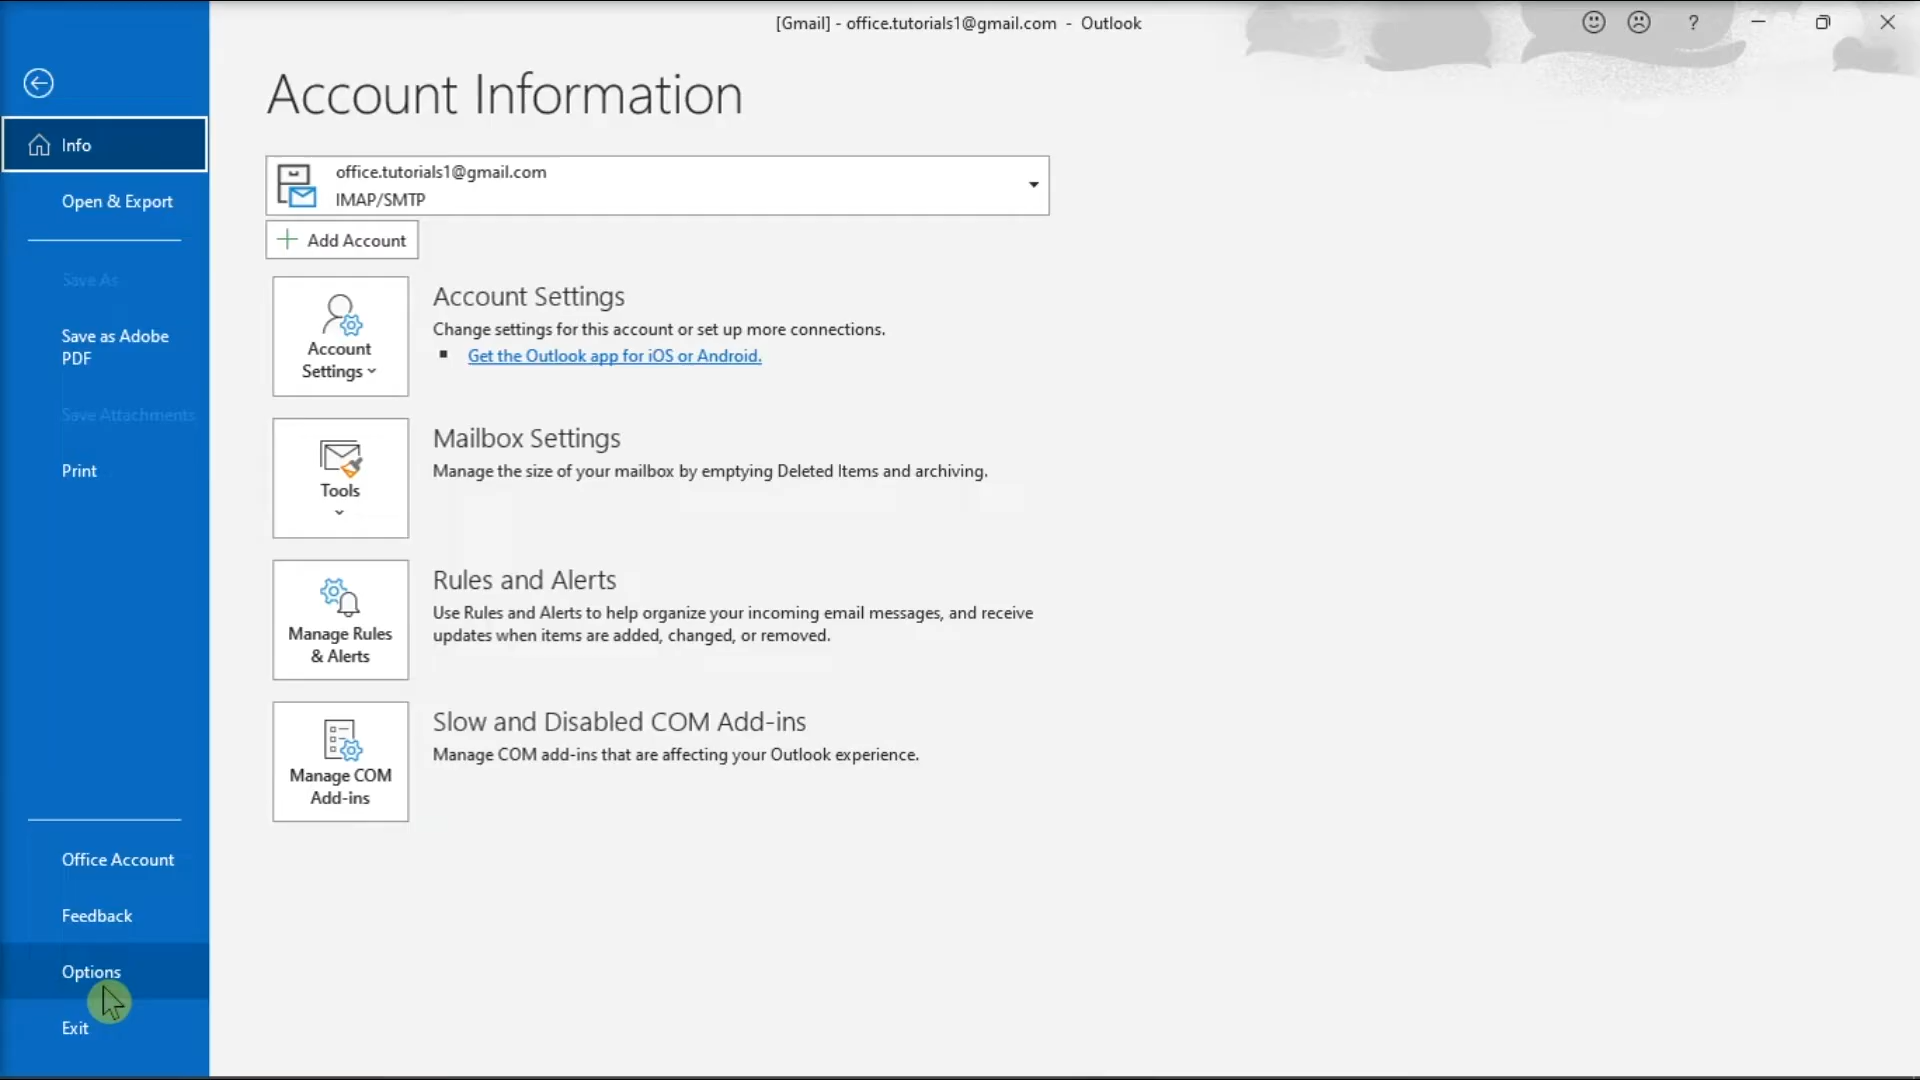 [Gmail] - office.tutorials1@gmail.com - Outlook
?
Account Information
Info
office.tutorials1@gmail.com
IMAP/SMTP
Open & Export
Add Account
Save As
Account Settings
Change settings for this account or set up more connections.
Get the Outlook app for iOS or Android.
Account
Settings
Save as Adobe
PDF
Save Attachments
Mailbox Settings
Manage the size of your mailbox by emptying Deleted Items and archiving.
Tools
Print
Rules and Alerts
Use Rules and Alerts to help organize your incoming email messages, and receive
updates when items are added, changed, or removed.
Manage Rules
& Alerts
Slow and Disabled COM Add-ins
Manage COM add-ins that are affecting your Outlook experience.
Manage COM
Add-ins
Office Account
Feedback
Options
Exit